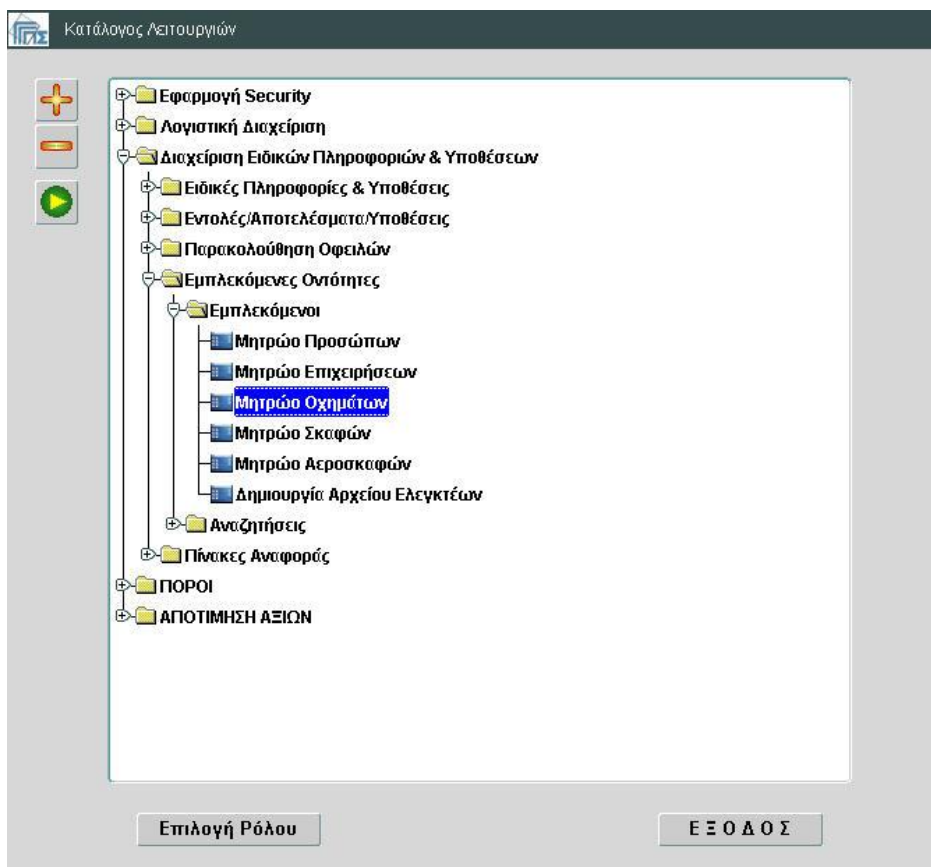 ΓΓΠΣ
Κατάλογος Λειτουργιών
Εφαρμογή Security
Λογιστική Διαχείριση
Διαχείριση Ειδικών Πληροφοριών & Υποθέσεων
Ειδικές Πληροφορίες & Υποθέσεις
Εντολές/Αποτελέσματα/Υποθέσεις
Παρακολούθηση Οφειλών
Εμπλεκόμενες Οντότητες
Εμπλεκόμενοι
Μητρώο Προσώπων
Μητρώο Επιχειρήσεων
Μητρώο Οχημάτων
Μητρώο Σκαφών
Μητρώο Αεροσκαφών
Δημιουργία Αρχείου Ελεγκτέων
Αναζητήσεις
Πίνακες Αναφοράς
ΠΟΡΟΙ
ΑΠΟΤΙΜΗΣΗ ΑΞΙΩΝ
Επιλογή Ρόλου
Ε Ξ Ο Δ Ο Σ